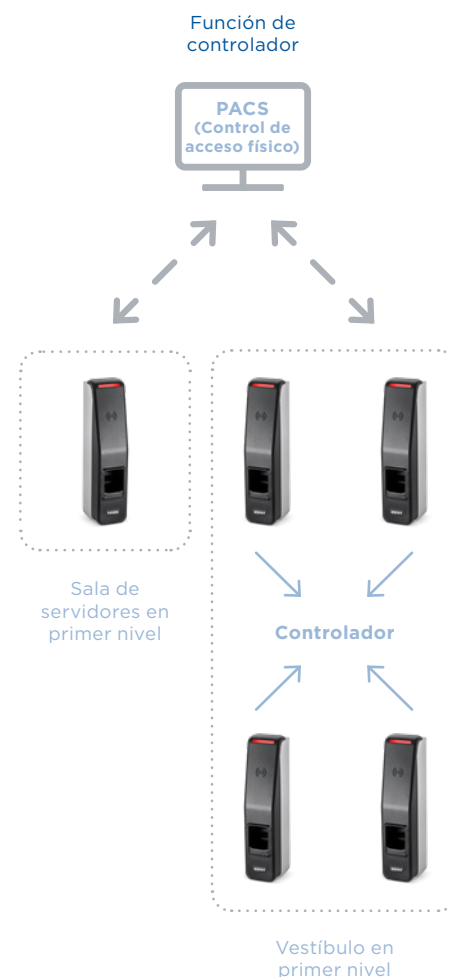 Función de
controlador
PACS
(Control de
acceso físico)
Sala de
servidores en
primer nivel
Controlador
Vestíbulo en
primer nivel